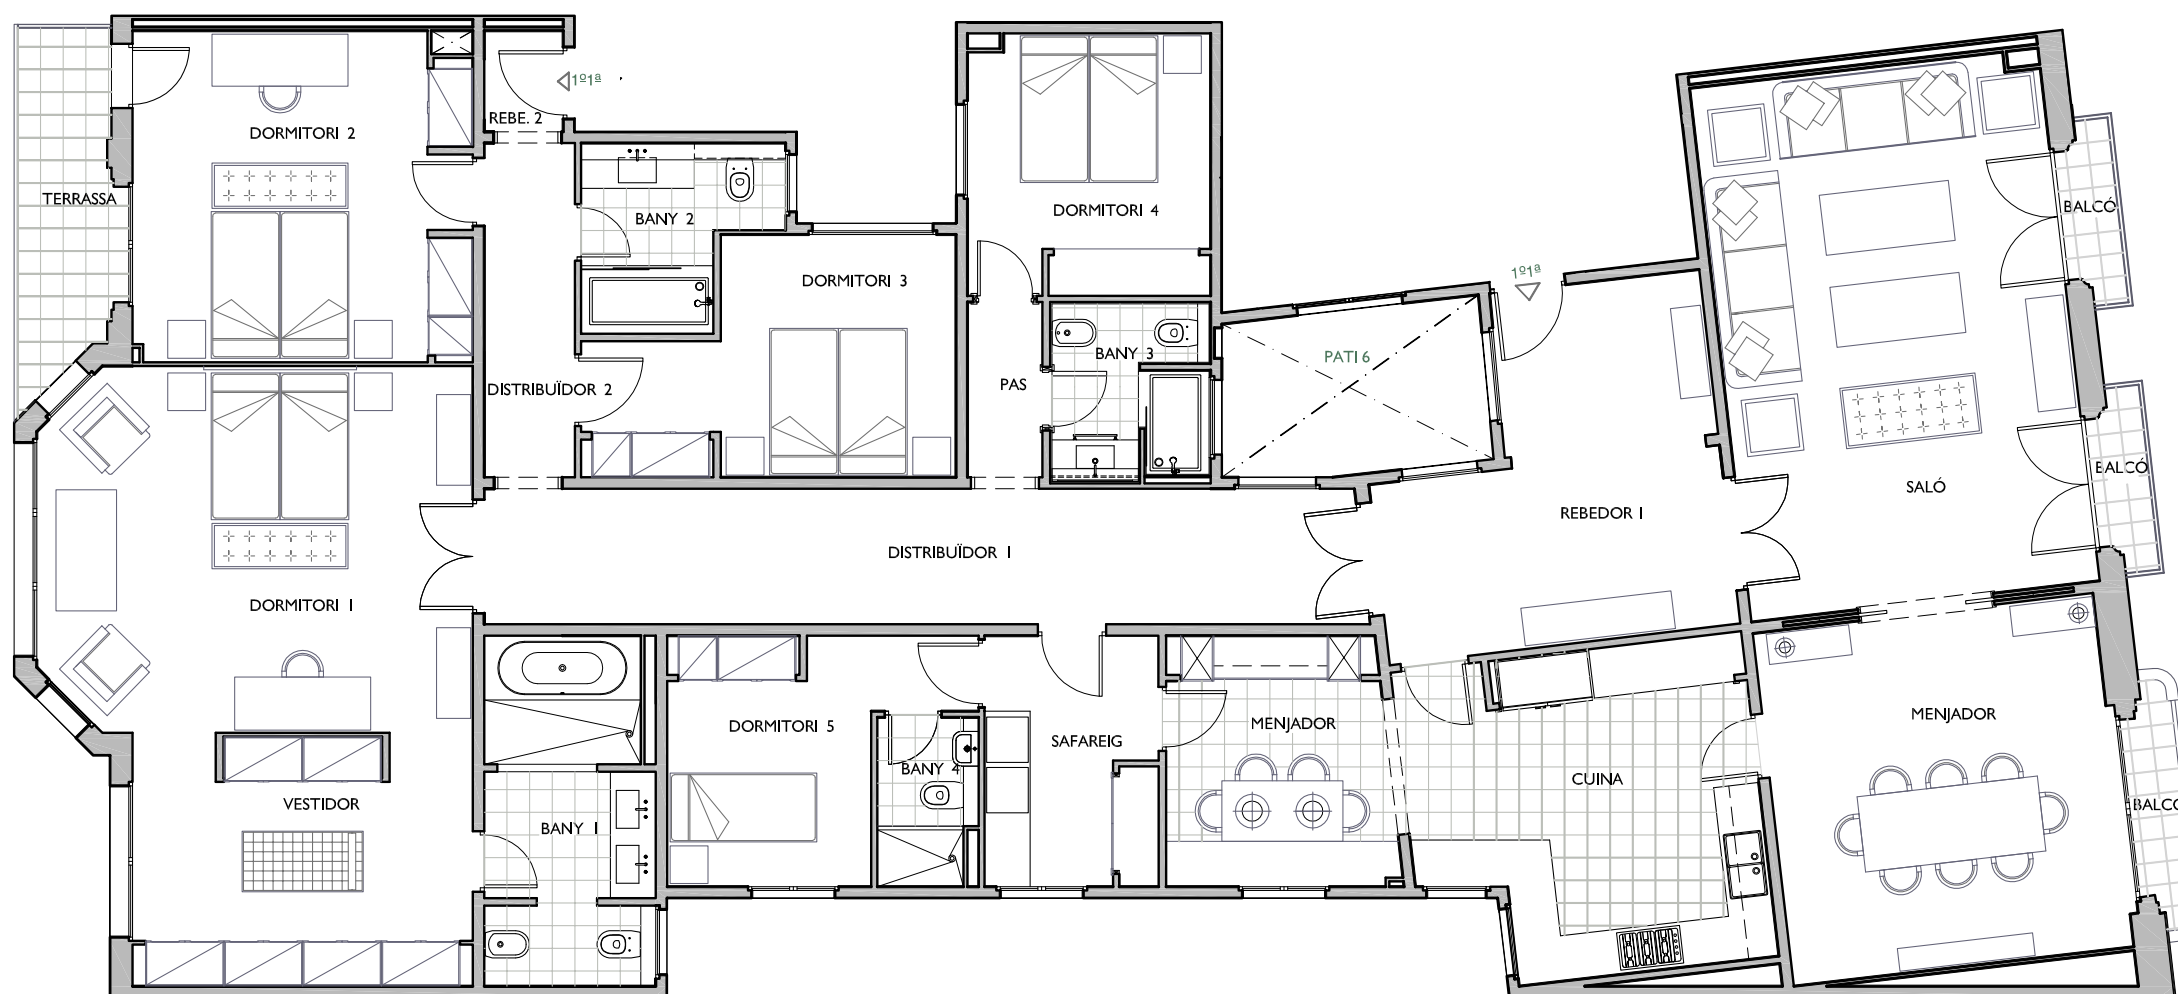 1º1ª
REBE. 2
DORMITORI 2
TERRASSA
BANY 2
DORMITORI 4
BALCÓ
DORMITORI 3
1º1ª
BANY 3
PATI 6
PAS
DISTRIBUÏDOR 2
BALCÓ
SALÓ
REBEDOR 1
DISTRIBUÏDOR 1
DORMITORI 1
DORMITORI 5
MENJADOR
MENJADOR
SAFAREIG
BANY 4
CUINA
VESTIDOR
BALCÓ
BANY 1